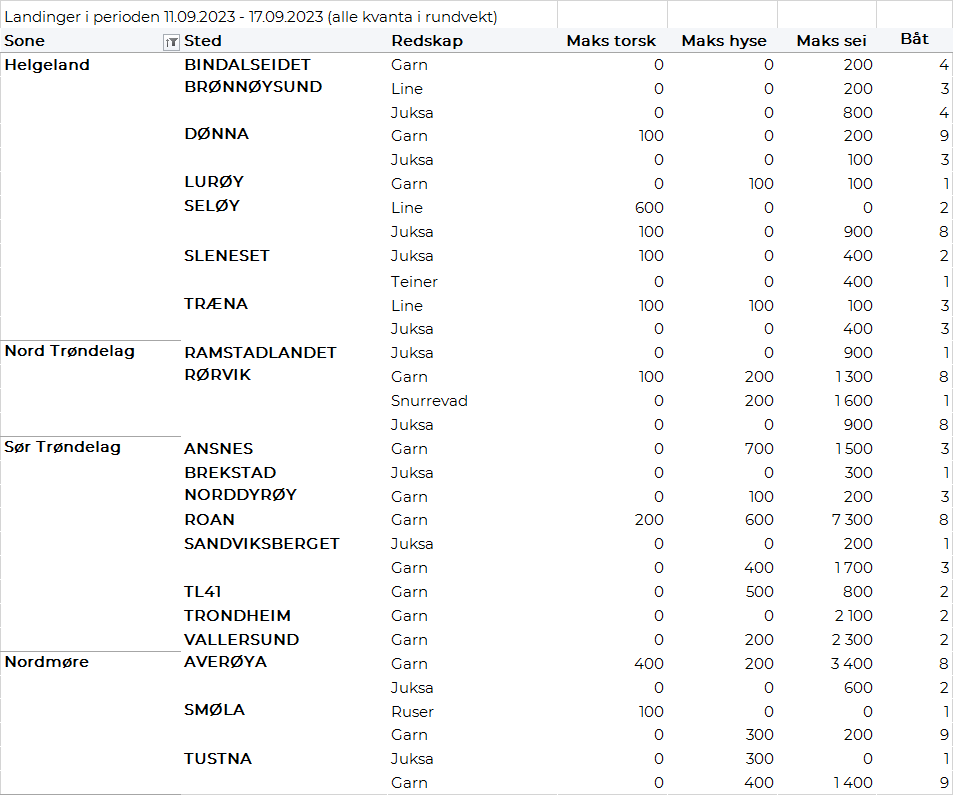 Landinger i perioden 11.09.2023 - 17.09.2023 (alle kvanta i rundvekt)
Sone Sted Redskap Maks torsk Maks hyse Maks sei Båt
Helgeland BINDALSEIDET Garn 0 0 200 4
BRØNNØYSUND Line 0 0 200 3
Juksa 0 0 800 4
DØNNA Garn 100 0 200 9
Juksa 0 0 100 3
LURØY Garn 0 100 100 1
SELØY Line 600 0 0 2
Juksa 100 0 900 8
SLENESET Juksa 100 0 400 2
Teiner 0 0 400 1
TRÆNA Line 100 100 100 3
Juksa 0 0 400 3
Nord Trøndelag RAMSTADLANDET Juksa 0 0 900 1
RØRVIK Garn 100 200 1 300 8
Snurrevad 0 200 1 600 1
Juksa 0 0 900 8
Sør Trøndelag ANSNES Garn 0 700 1 500 3
BREKSTAD Juksa 0 0 300 1
NORDDYRØY Garn 0 100 200 3
ROAN Garn 200 600 7 300 8
SANDVIKSBERGET Juksa 0 0 200 1
Garn 0 400 1 700 3
TL41 Garn 0 500 800 2
TRONDHEIM Garn 0 0 2 100 2
VALLERSUND Garn 0 200 2 300 2
Nordmøre AVERØYA Garn 400 200 3 400 8
Juksa 0 0 600 2
SMØLA Ruser 100 0 0 1
Garn 0 300 200 9
TUSTNA Juksa 0 300 0 1
Garn 0 400 1 400 9